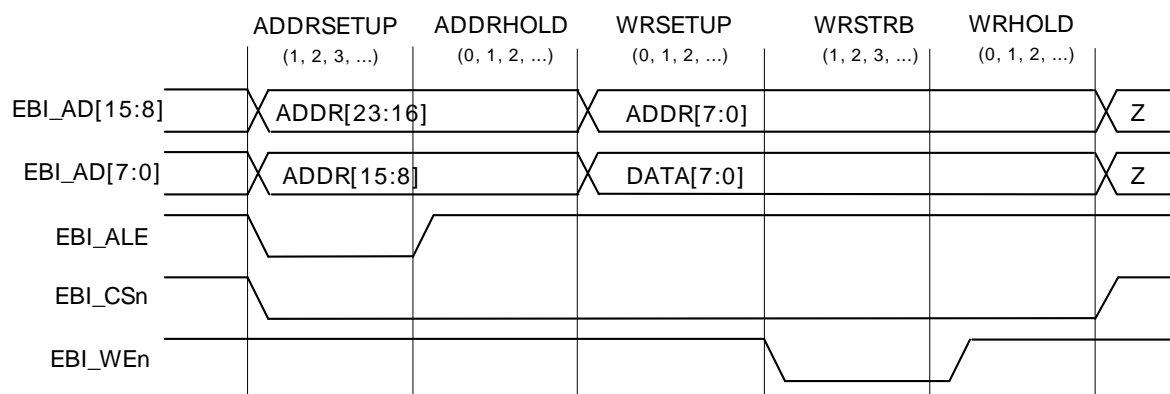 ADDRSETUP ADDRHOLD WRSETUP WRSTRB WRHOLD
(1, 2, 3, ...) (0, 1, 2, ...) (0, 1, 2, ...) (1, 2, 3, ...) (0, 1, 2, ...)
EBI_AD[15:8] ADDR[23:16] ADDR[7:0] Z
EBI_AD[7:0] ADDR[15:8] DATA[7:0] Z
EBI_ALE
EBI_CSn
EBI_WEn